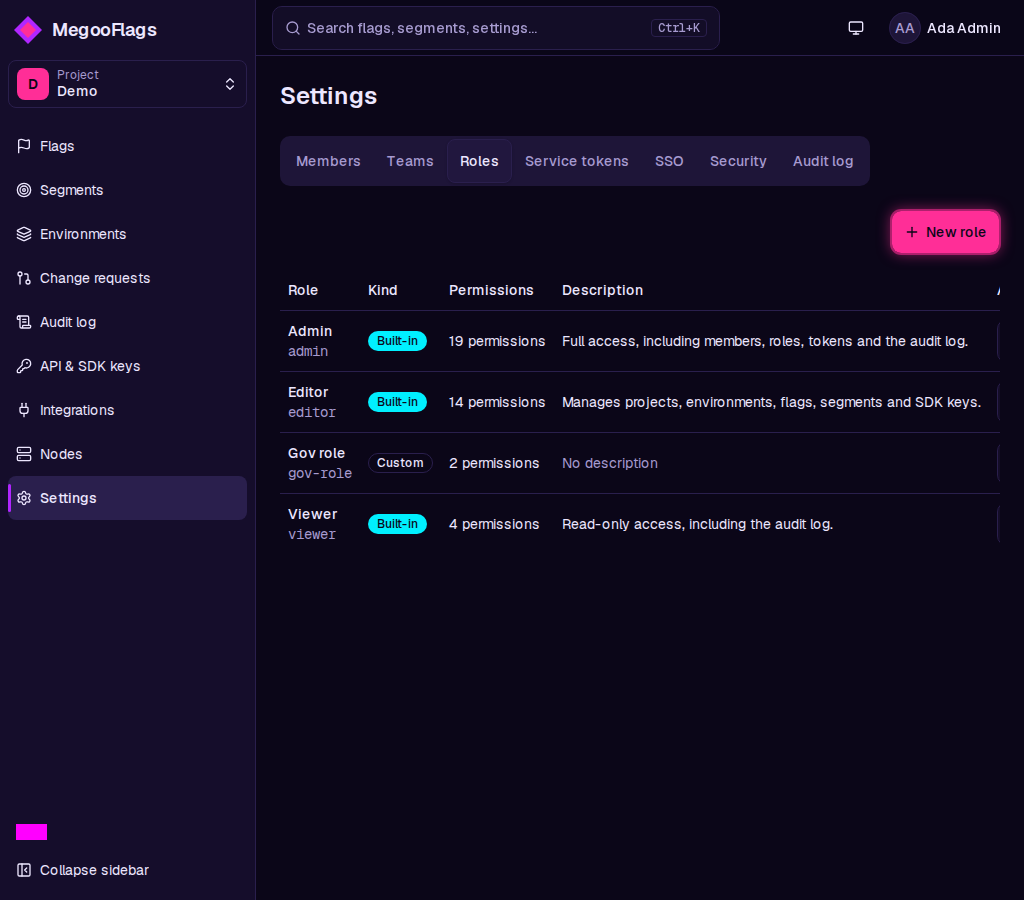 MegooFlags
Search flags, segments, settings...
Ctrl+K
AA
Ada Admin
D
Project
Demo
Flags
Segments
Environments
Change requests
Audit log
API & SDK keys
Integrations
Nodes
Settings
Collapse sidebar
Settings
Members
Teams
Roles
Service tokens
SSO
Security
Audit log
New role
Role
Kind
Permissions
Description
Admin
admin
Built-in
19 permissions
Full access, including members, roles, tokens and the audit log.
Editor
editor
Built-in
14 permissions
Manages projects, environments, flags, segments and SDK keys.
Gov role
gov-role
Custom
2 permissions
No description
Viewer
viewer
Built-in
4 permissions
Read-only access, including the audit log.